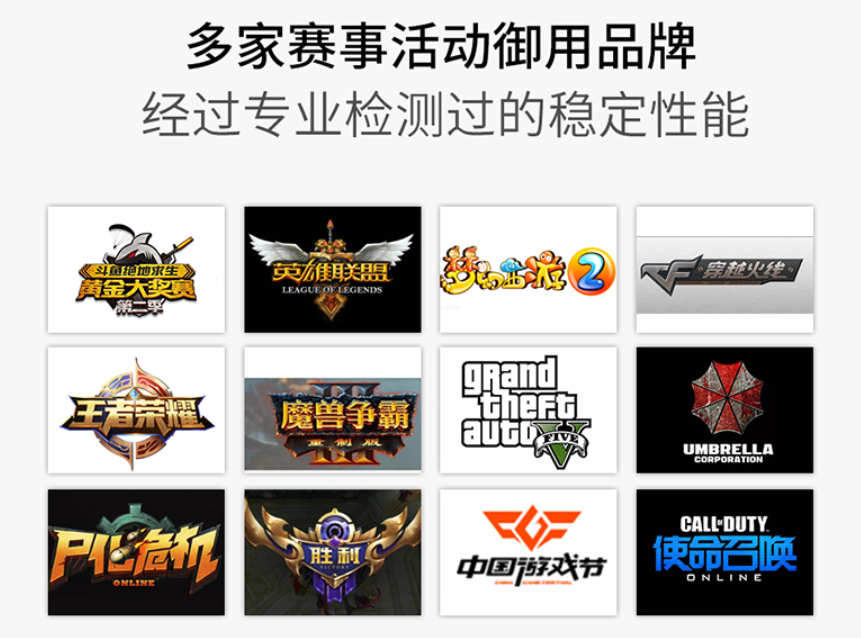 多家赛事活动御用品牌
经过专业检测过的稳定性能
斗鱼绝地求生
黄金大奖赛
第二季
英雄联盟
LEAGUE OF LEGENDS
梦幻西游2
CF 穿越火线
王者荣耀
III
魔兽争霸
重制版
grand
theft
auto
V
FIVE
UMBRELLA
CORPORATION
P化危机
ONLINE
胜利
VICTORY
CGF
中国游戏节
CHINA GAME FESTIVAL
CALL OF DUTY
使命召唤
ONLINE